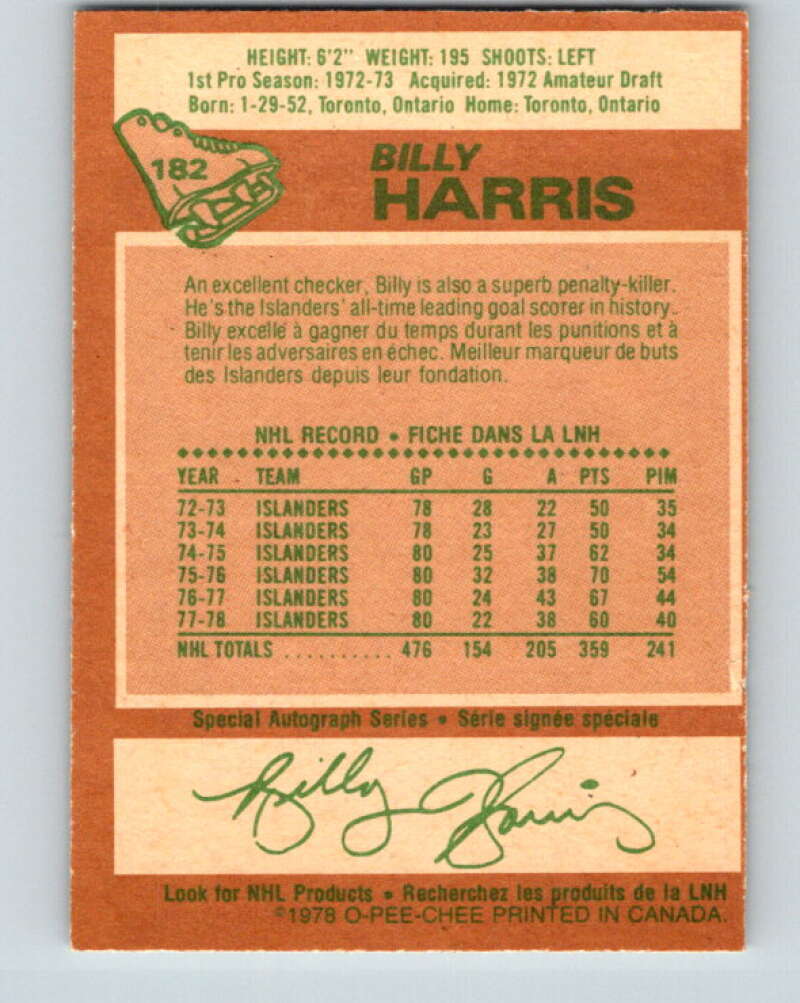 HEIGHT: 6'2" WEIGHT: 195 SHOOTS: LEFT
1st Pro Season: 1972-73 Acquired: 1972 Amateur Draft
Born: 1-29-52, Toronto, Ontario Home: Toronto, Ontario
182
BILLY
HARRIS
An excellent checker, Billy is also a superb penalty-killer.
He's the Islanders' all-time leading goal scorer in history.
Billy excelle à gagner du temps durant les punitions et à
tenir les adversaires en échec. Meilleur marqueur de buts
des Islanders depuis leur fondation.
NHL RECORD • FICHE DANS LA LNH
YEAR TEAM GP G A PTS PIM
72-73 ISLANDERS 78 28 22 50 35
73-74 ISLANDERS 78 23 27 50 34
74-75 ISLANDERS 80 25 37 62 34
75-76 ISLANDERS 80 32 38 70 54
76-77 ISLANDERS 80 24 43 67 44
77-78 ISLANDERS 80 22 38 60 40
NHL TOTALS .......... 476 154 205 359 241
Special Autograph Series • Série signée spéciale
Billy Harris
Look for NHL Products • Recherchez les produits de la LNH
©1978 O-PEE-CHEE PRINTED IN CANADA.